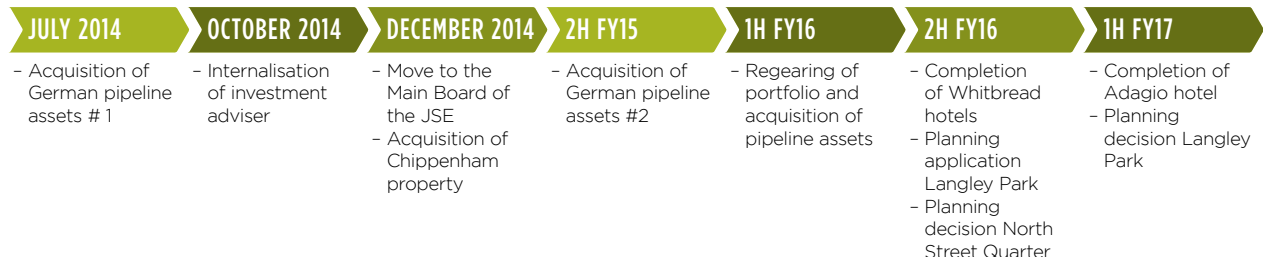 JULY 2014
– Acquisition of
German pipeline
assets # 1
OCTOBER 2014
– Internalisation
of investment
adviser
DECEMBER 2014
– Move to the
Main Board of
the JSE
– Acquisition of
Chippenham
property
2H FY15
– Acquisition of
German pipeline
assets #2
1H FY16
– Regearing of
portfolio and
acquisition of
pipeline assets
2H FY16
– Completion
of Whitbread
hotels
– Planning
application
Langley Park
– Planning
decision North
Street Quarter
1H FY17
– Completion of
Adagio hotel
– Planning
decision Langley
Park